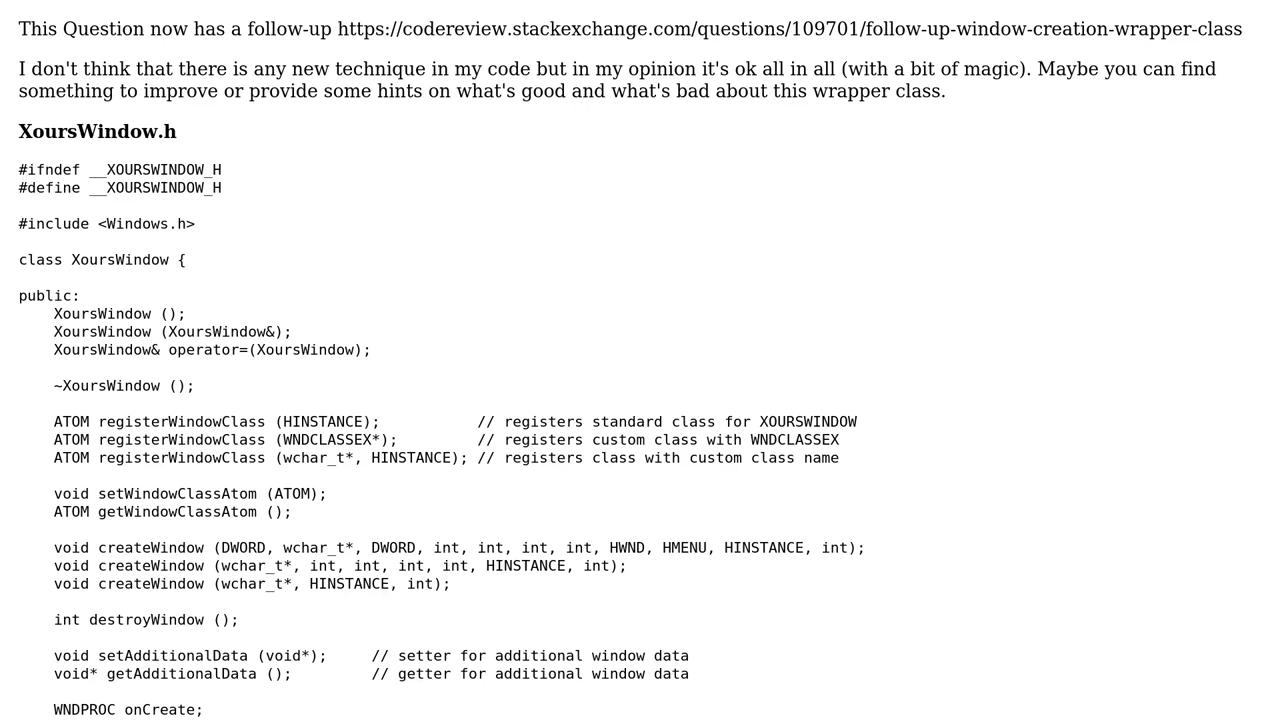 This Question now has a follow-up https://codereview.stackexchange.com/questions/109701/follow-up-window-creation-wrapper-class
I don't think that there is any new technique in my code but in my opinion it's ok all in all (with a bit of magic). Maybe you can find
something to improve or provide some hints on what's good and what's bad about this wrapper class.
XoursWindow.h
#ifndef __XOURSWINDOW_H
#define __XOURSWINDOW_H
#include <Windows.h>
class XoursWindow {
public:
    XoursWindow ();
    XoursWindow (XoursWindow&);
    XoursWindow& operator=(XoursWindow);
    ~XoursWindow ();
    ATOM registerWindowClass (HINSTANCE);           // registers standard class for XOURSWINDOW
    ATOM registerWindowClass (WNDCLASSEX*);         // registers custom class with WNDCLASSEX
    ATOM registerWindowClass (wchar_t*, HINSTANCE); // registers class with custom class name
    void setWindowClassAtom (ATOM);
    ATOM getWindowClassAtom ();
    void createWindow (DWORD, wchar_t*, DWORD, int, int, int, int, HWND, HMENU, HINSTANCE, int);
    void createWindow (wchar_t*, int, int, int, int, HINSTANCE, int);
    void createWindow (wchar_t*, HINSTANCE, int);
    int destroyWindow ();
    void setAdditionalData (void*);     // setter for additional window data
    void* getAdditionalData ();         // getter for additional window data
    WNDPROC onCreate;